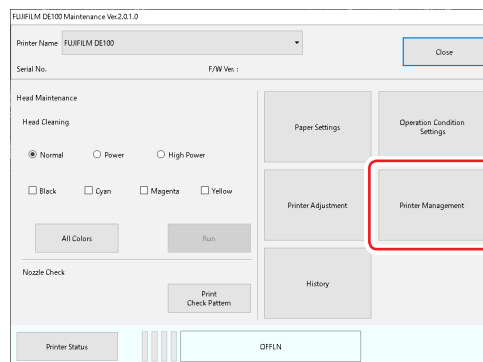 FUJIFILM DE100 Maintenance Ver.2.0.1.0
Printer Name FUJIFILM DE100
Close
Serial No. F/W Ver. :
Head Maintenance
Head Cleaning
Normal Power High Power
Black Cyan Magenta Yellow
All Colors Run
Nozzle Check
Print
Check Pattern
Paper Settings
Operation Condition
Settings
Printer Adjustment
Printer Management
History
Printer Status
OFFLN